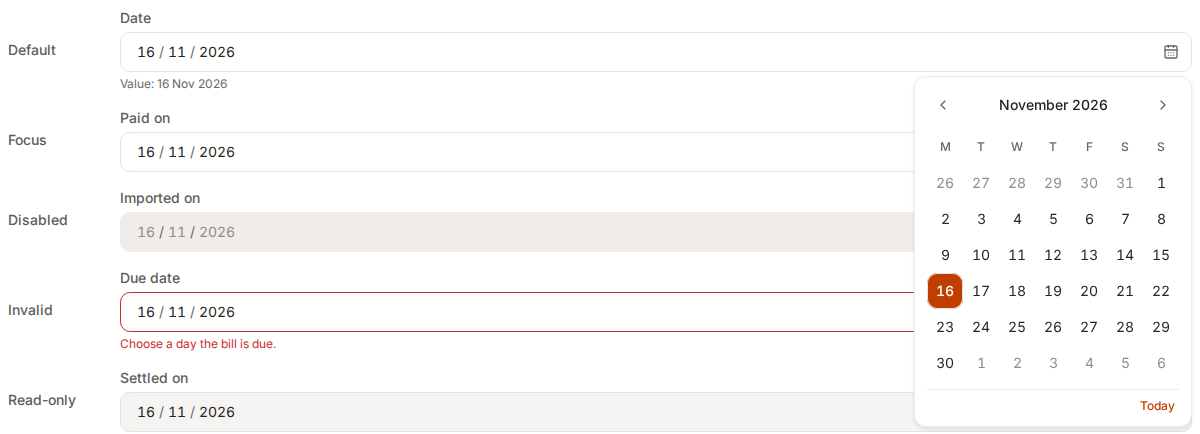 Date
Default
16 / 11 / 2026
Value: 16 Nov 2026
Paid on
Focus
16 / 11 / 2026
Imported on
Disabled
16 / 11 / 2026
Due date
Invalid
16 / 11 / 2026
Choose a day the bill is due.
Settled on
Read-only
16 / 11 / 2026
November 2026
M T W T F S S
26 27 28 29 30 31 1
2 3 4 5 6 7 8
9 10 11 12 13 14 15
16 17 18 19 20 21 22
23 24 25 26 27 28 29
30 1 2 3 4 5 6
Today